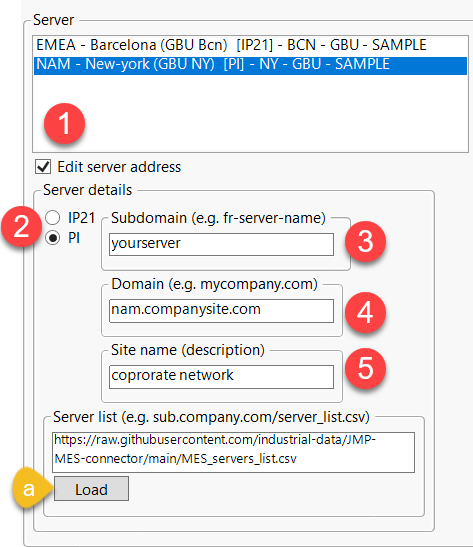 Server
EMEA - Barcelona (GBU Bcn)  [IP21] - BCN - GBU - SAMPLE
NAM - New-york (GBU NY)  [PI] - NY - GBU - SAMPLE
1
Edit server address
Server details
2
IP21
PI
Subdomain (e.g. fr-server-name)
yourserver
3
Domain (e.g. mycompany.com)
nam.companysite.com
4
Site name (description)
coprorate network
5
Server list (e.g. sub.company.com/server_list.csv)
https://raw.githubusercontent.com/industrial-data/JMP-
MES-connector/main/MES_servers_list.csv
a
Load